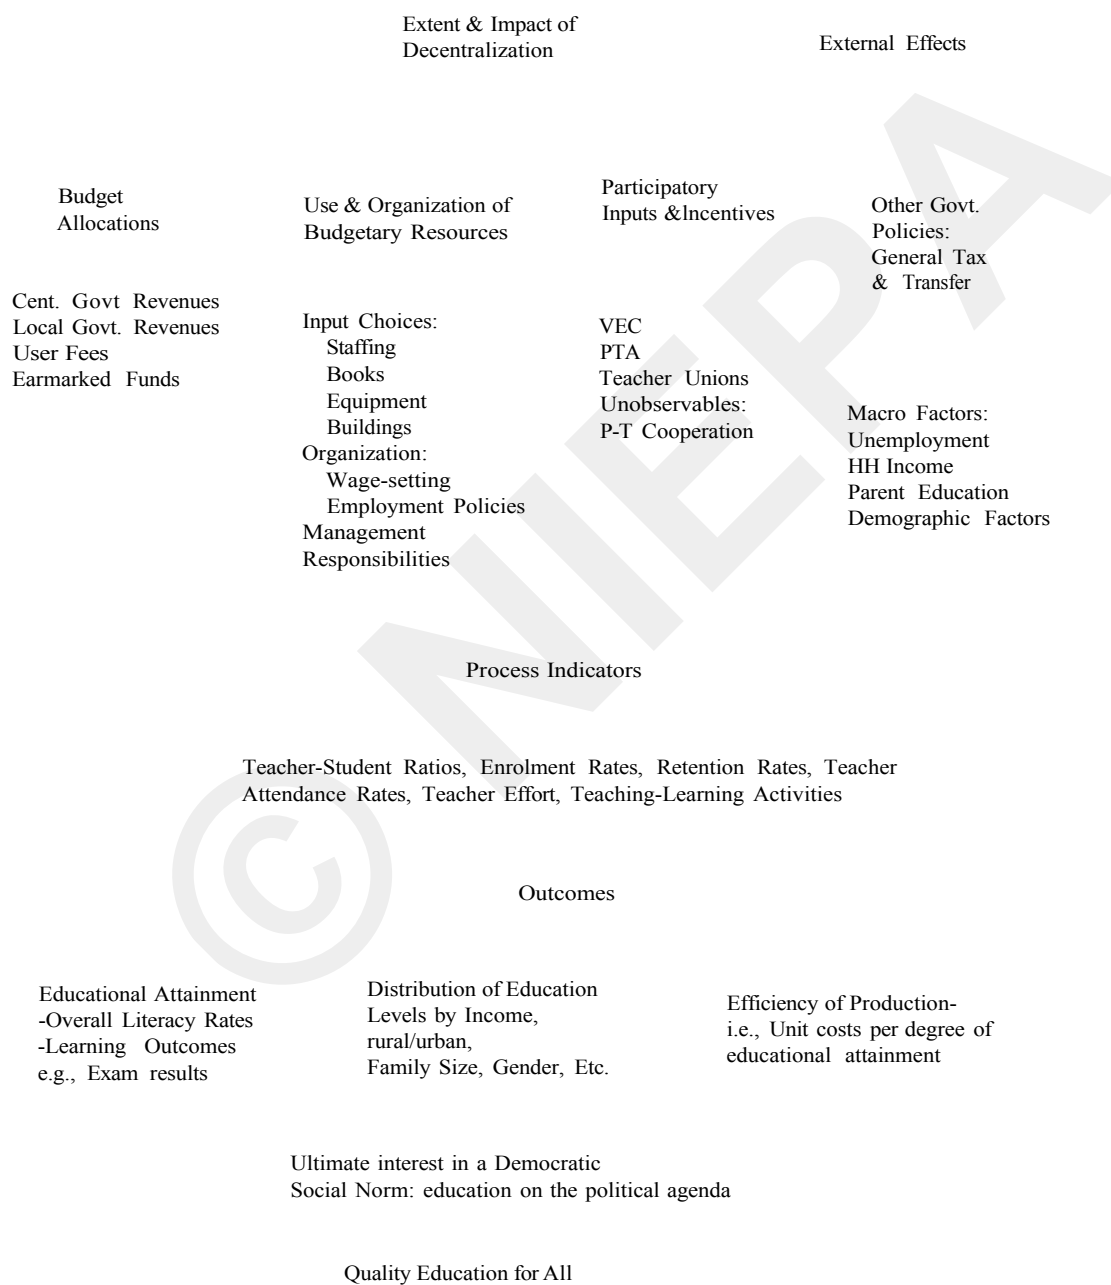 Extent & Impact of
Decentralization
External Effects
Budget
Allocations
Use & Organization of
Budgetary Resources
Participatory
Inputs &Incentives
Other Govt.
Policies:
General Tax
& Transfer
Cent. Govt Revenues
Local Govt. Revenues
User Fees
Earmarked Funds
Input Choices:
Staffing
Books
Equipment
Buildings
Organization:
Wage-setting
Employment Policies
Management
Responsibilities
VEC
PTA
Teacher Unions
Unobservables:
P-T Cooperation
Macro Factors:
Unemployment
HH Income
Parent Education
Demographic Factors
Process Indicators
Teacher-Student Ratios, Enrolment Rates, Retention Rates, Teacher
Attendance Rates, Teacher Effort, Teaching-Learning Activities
Outcomes
Educational Attainment
-Overall Literacy Rates
-Learning Outcomes
e.g., Exam results
Distribution of Education
Levels by Income,
rural/urban,
Family Size, Gender, Etc.
Efficiency of Production-
i.e., Unit costs per degree of
educational attainment
Ultimate interest in a Democratic
Social Norm: education on the political agenda
Quality Education for All
© NIEPA